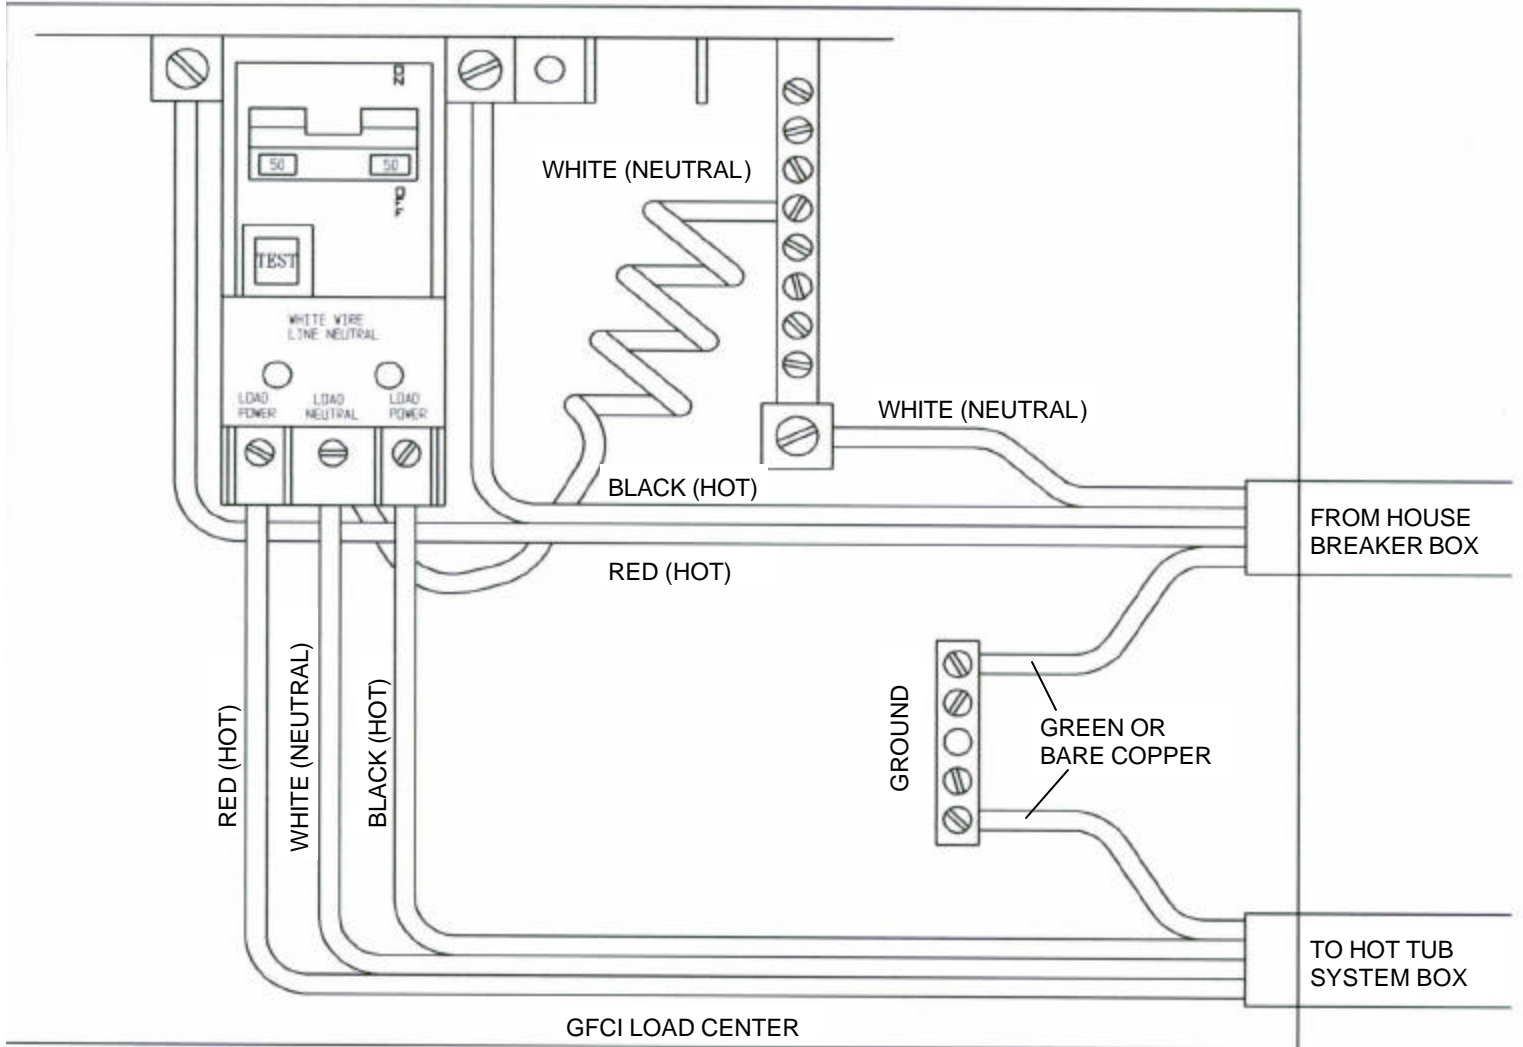 ON
50 50
OFF
TEST
WHITE WIRE
LINE NEUTRAL
LOAD POWER
LOAD NEUTRAL
LOAD POWER
WHITE (NEUTRAL)
WHITE (NEUTRAL)
BLACK (HOT)
RED (HOT)
FROM HOUSE
BREAKER BOX
RED (HOT)
WHITE (NEUTRAL)
BLACK (HOT)
GROUND
GREEN OR
BARE COPPER
TO HOT TUB
SYSTEM BOX
GFCI LOAD CENTER